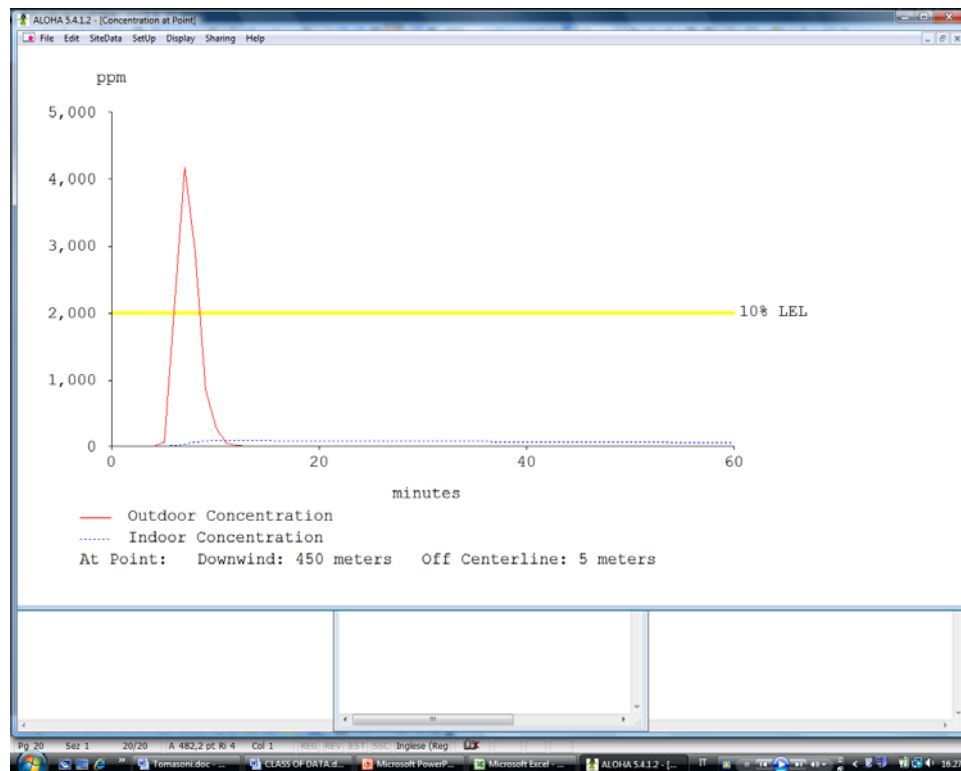 ALOHA 5.4.1.2 - [Concentration at Point]
File Edit SiteData SetUp Display Sharing Help
ppm
5,000
4,000
3,000
2,000
10% LEL
1,000
0
0 20 40 60
minutes
Outdoor Concentration
Indoor Concentration
At Point: Downwind: 450 meters Off Centerline: 5 meters
Pg 20 Sez 1 20/20 A 482,2 pt Ri 4 Col 1 REG REV EST SSC Inglese (Reg
Tomasoni.doc - ... CLASS OF DATA.d... Microsoft PowerP... Microsoft Excel - ... ALOHA 5.4.1.2 - [... IT 16.27